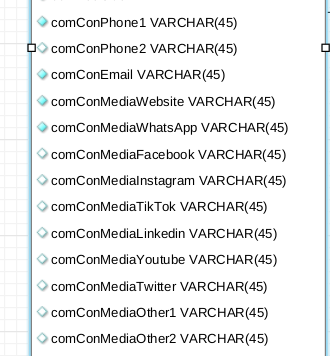 comConPhone1 VARCHAR(45)
comConPhone2 VARCHAR(45)
comConEmail VARCHAR(45)
comConMediaWebsite VARCHAR(45)
comConMediaWhatsApp VARCHAR(45)
comConMediaFacebook VARCHAR(45)
comConMediaInstagram VARCHAR(45)
comConMediaTikTok VARCHAR(45)
comConMediaLinkedin VARCHAR(45)
comConMediaYoutube VARCHAR(45)
comConMediaTwitter VARCHAR(45)
comConMediaOther1 VARCHAR(45)
comConMediaOther2 VARCHAR(45)